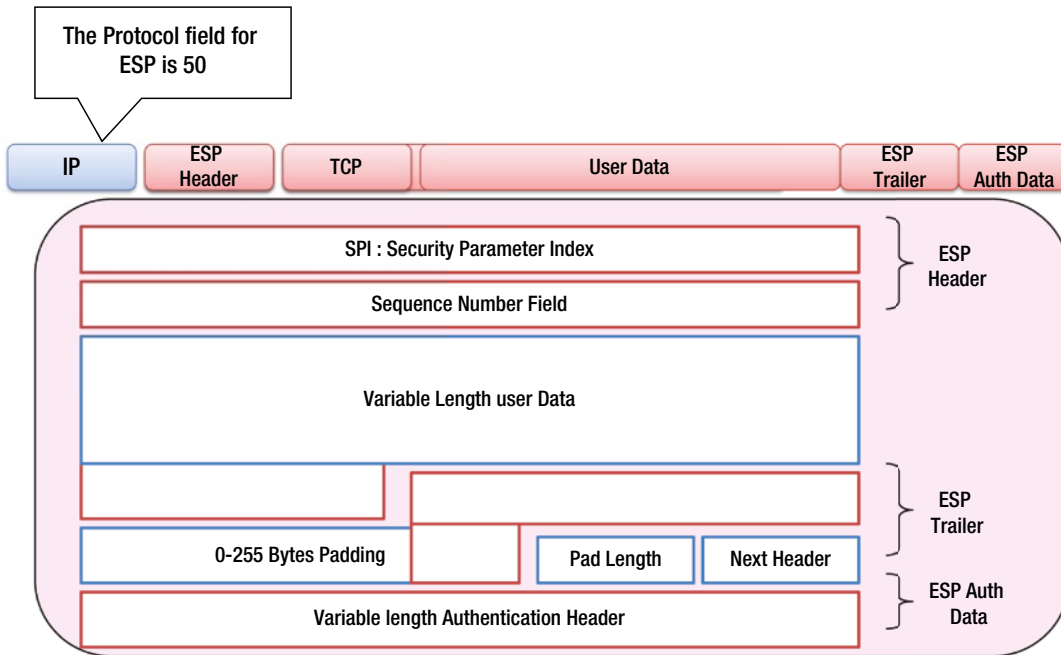 The Protocol field for
ESP is 50
IP
ESP
Header
TCP
User Data
ESP
Trailer
ESP
Auth Data
SPI : Security Parameter Index
ESP
Header
Sequence Number Field
Variable Length user Data
ESP
Trailer
0-255 Bytes Padding
Pad Length
Next Header
ESP Auth
Data
Variable length Authentication Header